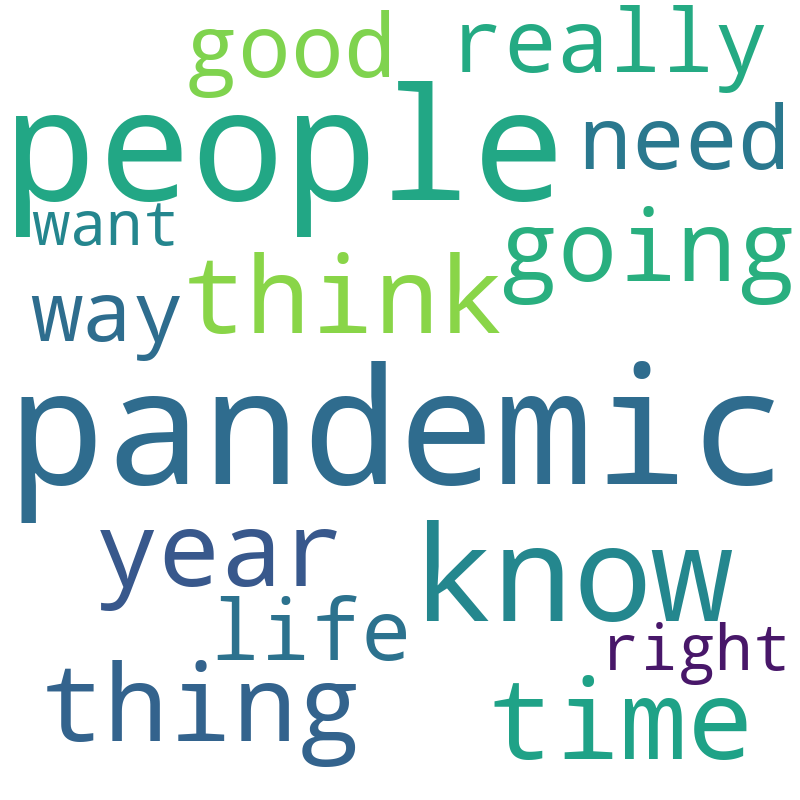 good really
people need
want going
way think
pandemic
year know
life right
thing time